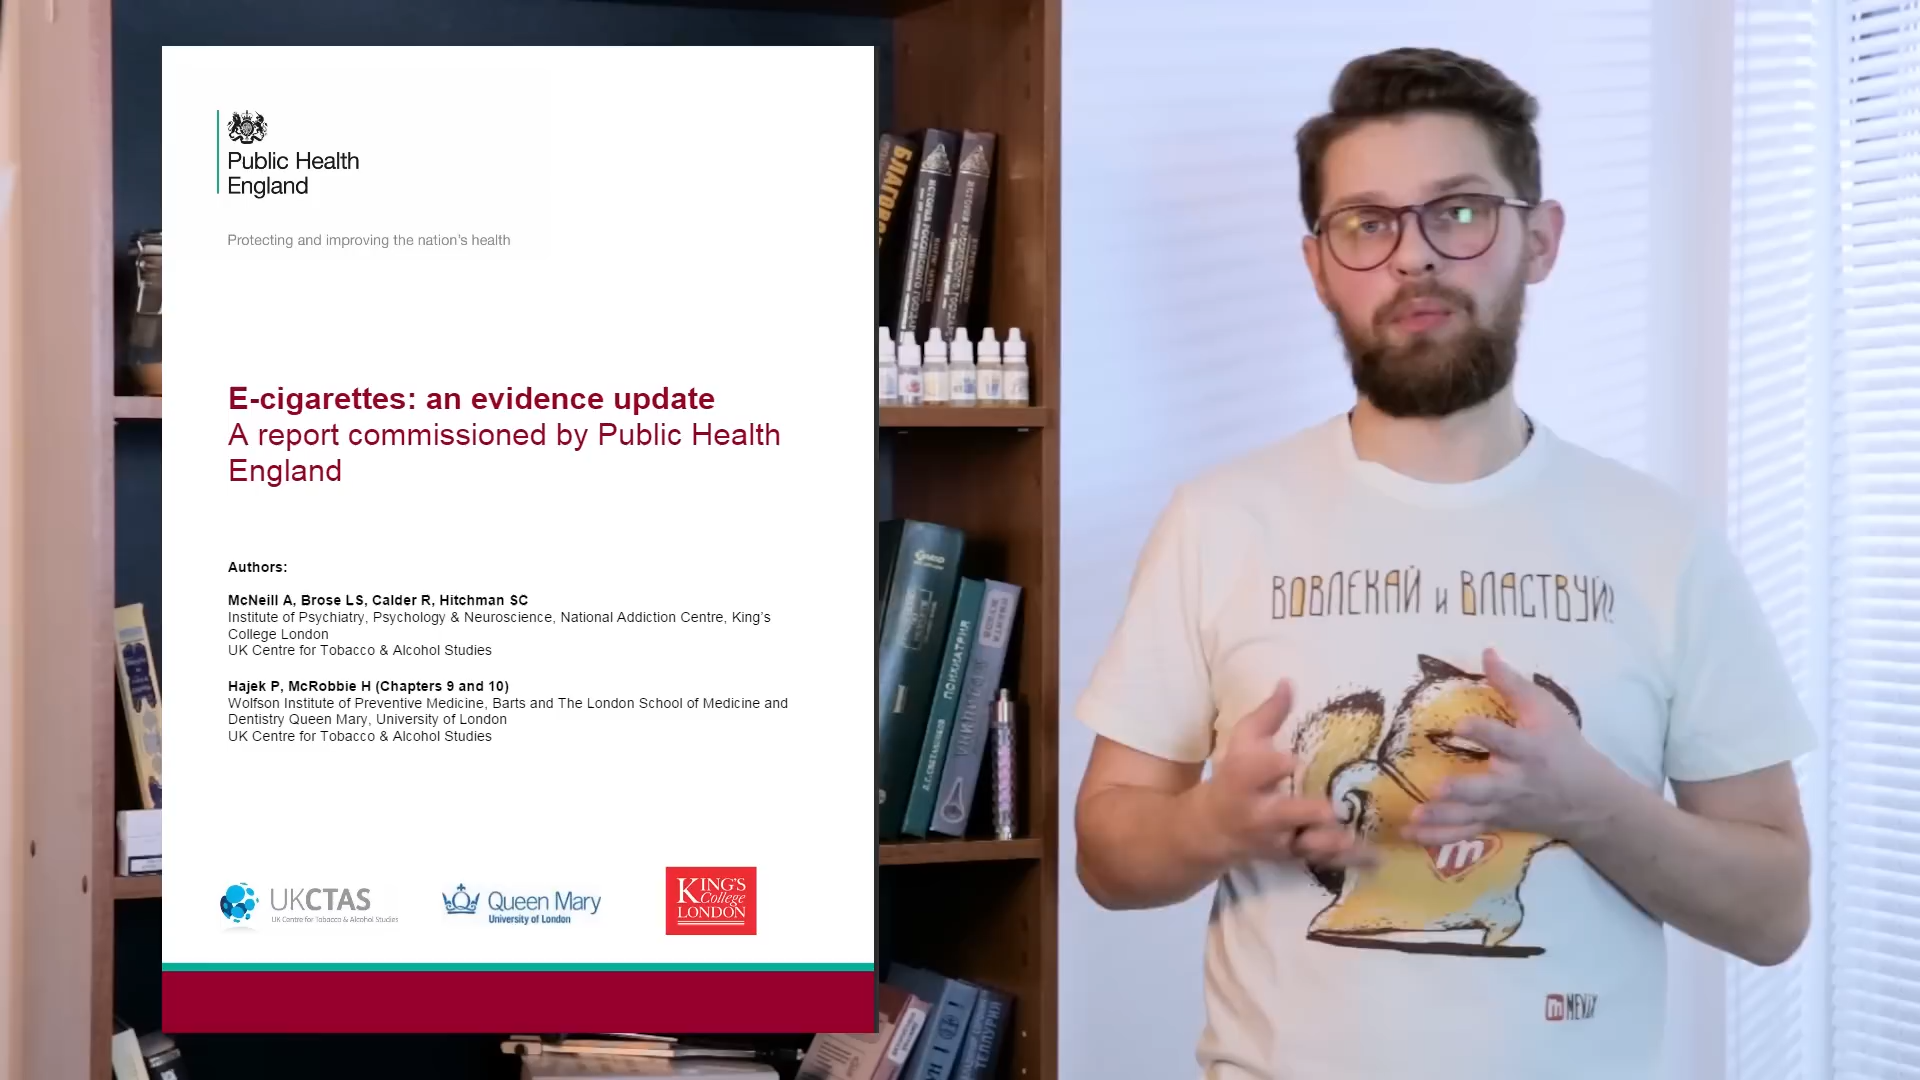 Public Health
England
Protecting and improving the nation's health
E-cigarettes: an evidence update
A report commissioned by Public Health
England
Authors:
McNeill A, Brose LS, Calder R, Hitchman SC
Institute of Psychiatry, Psychology & Neuroscience, National Addiction Centre, King's
College London
UK Centre for Tobacco & Alcohol Studies
Hajek P, McRobbie H (Chapters 9 and 10)
Wolfson Institute of Preventive Medicine, Barts and The London School of Medicine and
Dentistry Queen Mary, University of London
UK Centre for Tobacco & Alcohol Studies
UKCTAS
UK Centre for Tobacco & Alcohol Studies
Queen Mary
University of London
KING'S
College
LONDON
ПСИХИАТРИЯ
ТЕЛЛУРИЯ
ВОВЛЕКАЙ и ВЛАСТВУЙ!
m
m